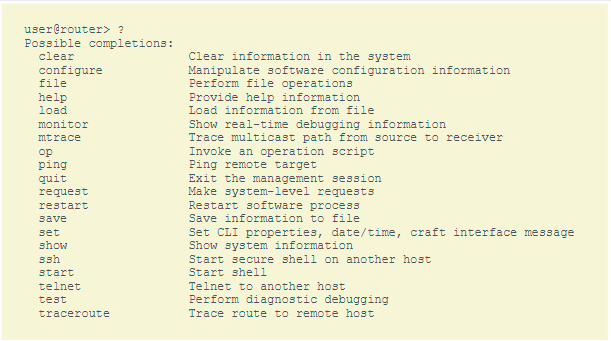 user@router> ?
Possible completions:
  clear                Clear information in the system
  configure            Manipulate software configuration information
  file                 Perform file operations
  help                 Provide help information
  load                 Load information from file
  monitor              Show real-time debugging information
  mtrace               Trace multicast path from source to receiver
  op                   Invoke an operation script
  ping                 Ping remote target
  quit                 Exit the management session
  request              Make system-level requests
  restart              Restart software process
  save                 Save information to file
  set                  Set CLI properties, date/time, craft interface message
  show                 Show system information
  ssh                  Start secure shell on another host
  start                Start shell
  telnet               Telnet to another host
  test                 Perform diagnostic debugging
  traceroute           Trace route to remote host